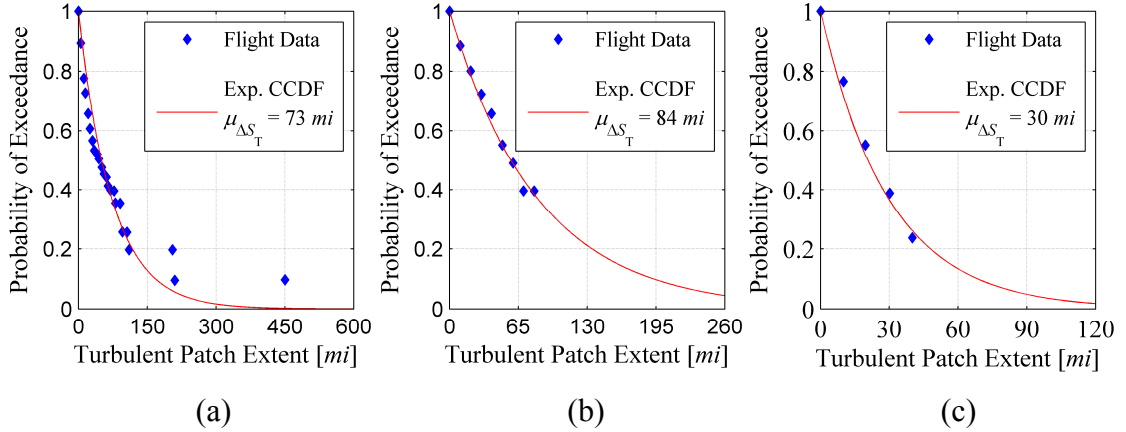 Probability of Exceedance
1
0.8
0.6
0.4
0.2
0
Flight Data
Exp. CCDF
μΔS_T = 73 mi
0 150 300 450 600
Turbulent Patch Extent [mi]
(a)
Probability of Exceedance
1
0.8
0.6
0.4
0.2
0
Flight Data
Exp. CCDF
μΔS_T = 84 mi
0 65 130 195 260
Turbulent Patch Extent [mi]
(b)
Probability of Exceedance
1
0.8
0.6
0.4
0.2
0
Flight Data
Exp. CCDF
μΔS_T = 30 mi
0 30 60 90 120
Turbulent Patch Extent [mi]
(c)